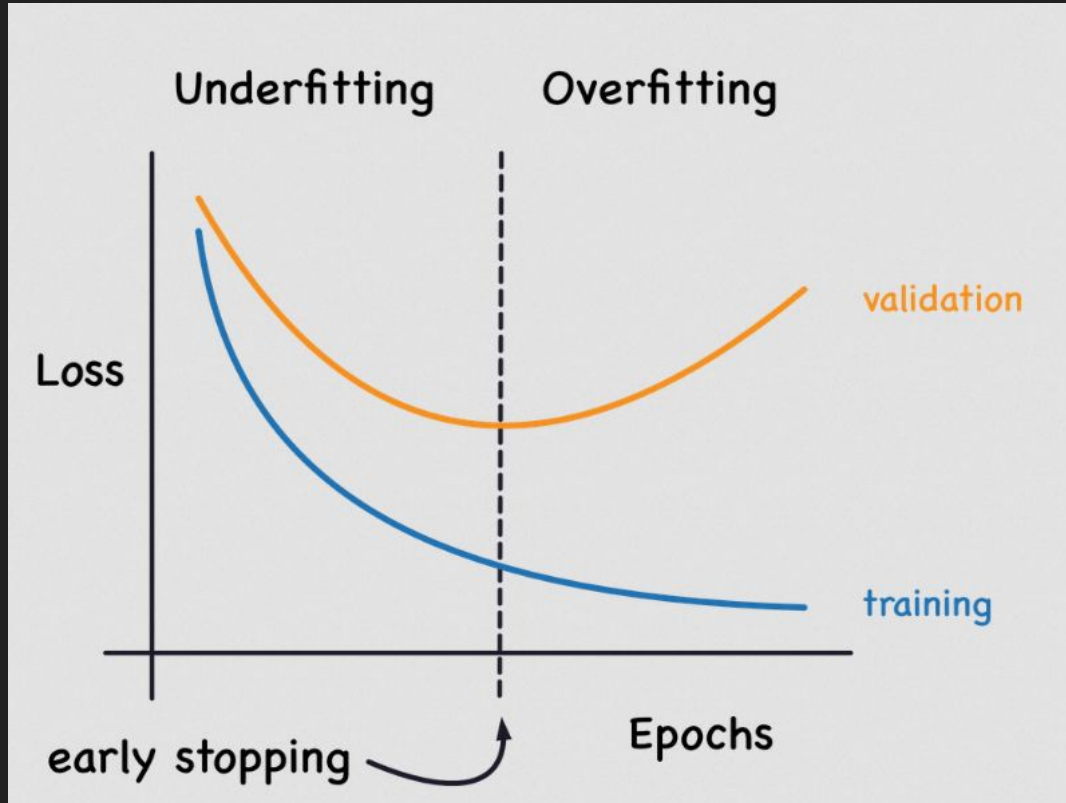 Underfitting
Overfitting
Loss
validation
training
Epochs
early stopping